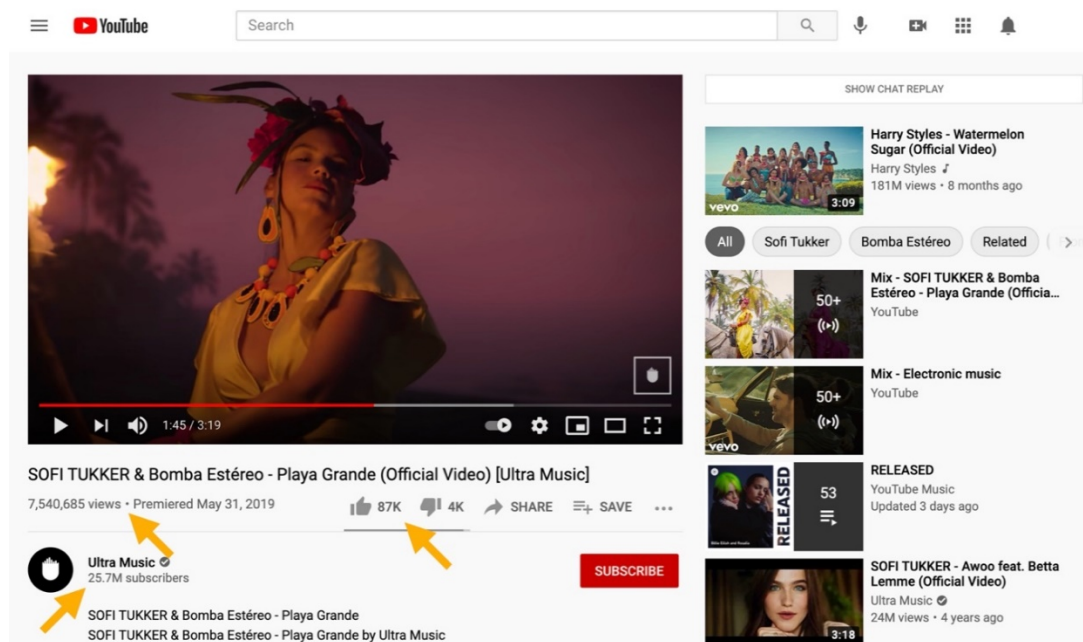 YouTube
Search
SHOW CHAT REPLAY
Harry Styles - Watermelon
Sugar (Official Video)
Harry Styles
181M views • 8 months ago
vevo
3:09
All
Sofi Tukker
Bomba Estéreo
Related
Mix - SOFI TUKKER & Bomba
Estéreo - Playa Grande (Officia...
YouTube
50+
Mix - Electronic music
YouTube
50+
vevo
1:45 / 3:19
SOFI TUKKER & Bomba Estéreo - Playa Grande (Official Video) [Ultra Music]
7,540,685 views • Premiered May 31, 2019
87K
4K
SHARE
SAVE
RELEASED
YouTube Music
Updated 3 days ago
RELEASED
53
Ultra Music
25.7M subscribers
SUBSCRIBE
SOFI TUKKER & Bomba Estéreo - Playa Grande
SOFI TUKKER & Bomba Estéreo - Playa Grande by Ultra Music
SOFI TUKKER - Awoo feat. Betta
Lemme (Official Video)
Ultra Music
24M views • 4 years ago
3:18